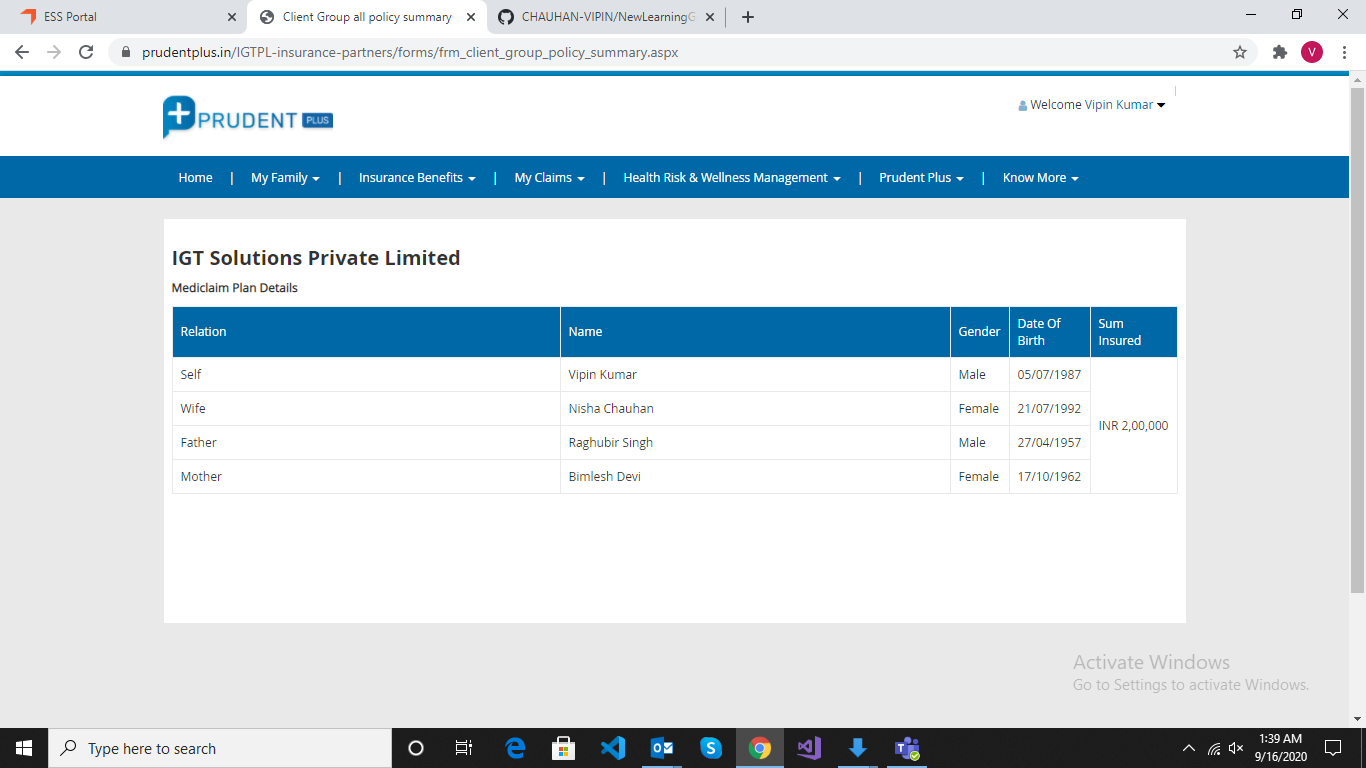 ESS Portal
Client Group all policy summary
CHAUHAN-VIPIN/NewLearningG
prudentplus.in/IGTPL-insurance-partners/forms/frm_client_group_policy_summary.aspx
V
PRUDENT PLUS
Welcome Vipin Kumar
Home | My Family | Insurance Benefits | My Claims | Health Risk & Wellness Management | Prudent Plus | Know More
IGT Solutions Private Limited
Mediclaim Plan Details
Relation Name Gender Date Of Birth Sum Insured
Self Vipin Kumar Male 05/07/1987
Wife Nisha Chauhan Female 21/07/1992
INR 2,00,000
Father Raghubir Singh Male 27/04/1957
Mother Bimlesh Devi Female 17/10/1962
Activate Windows
Go to Settings to activate Windows.
Type here to search
1:39 AM
9/16/2020